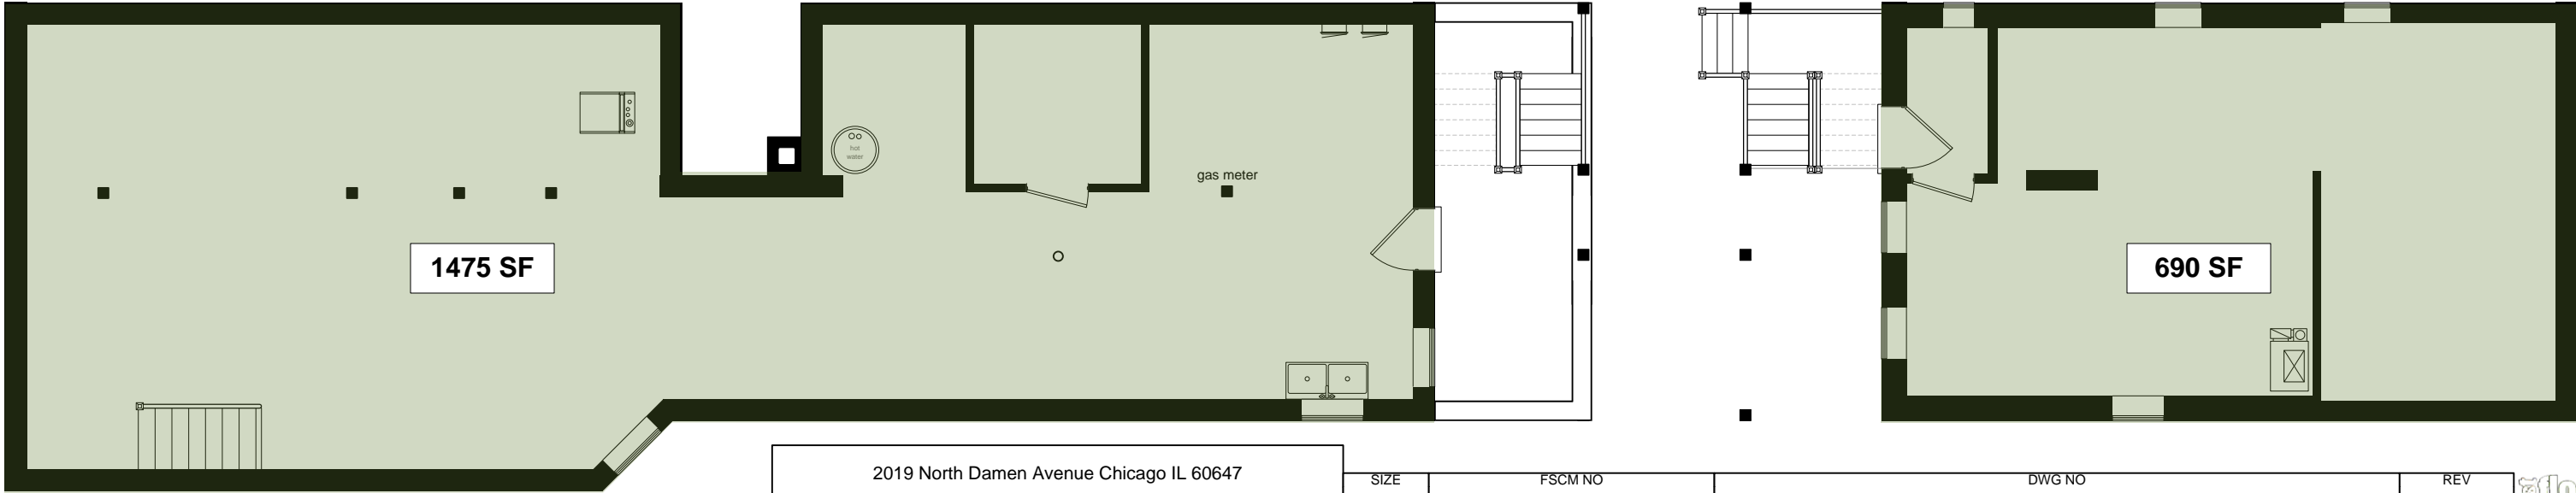 hot
water
gas meter
1475 SF
690 SF
2019 North Damen Avenue Chicago IL 60647
SIZE
FSCM NO
DWG NO
REV